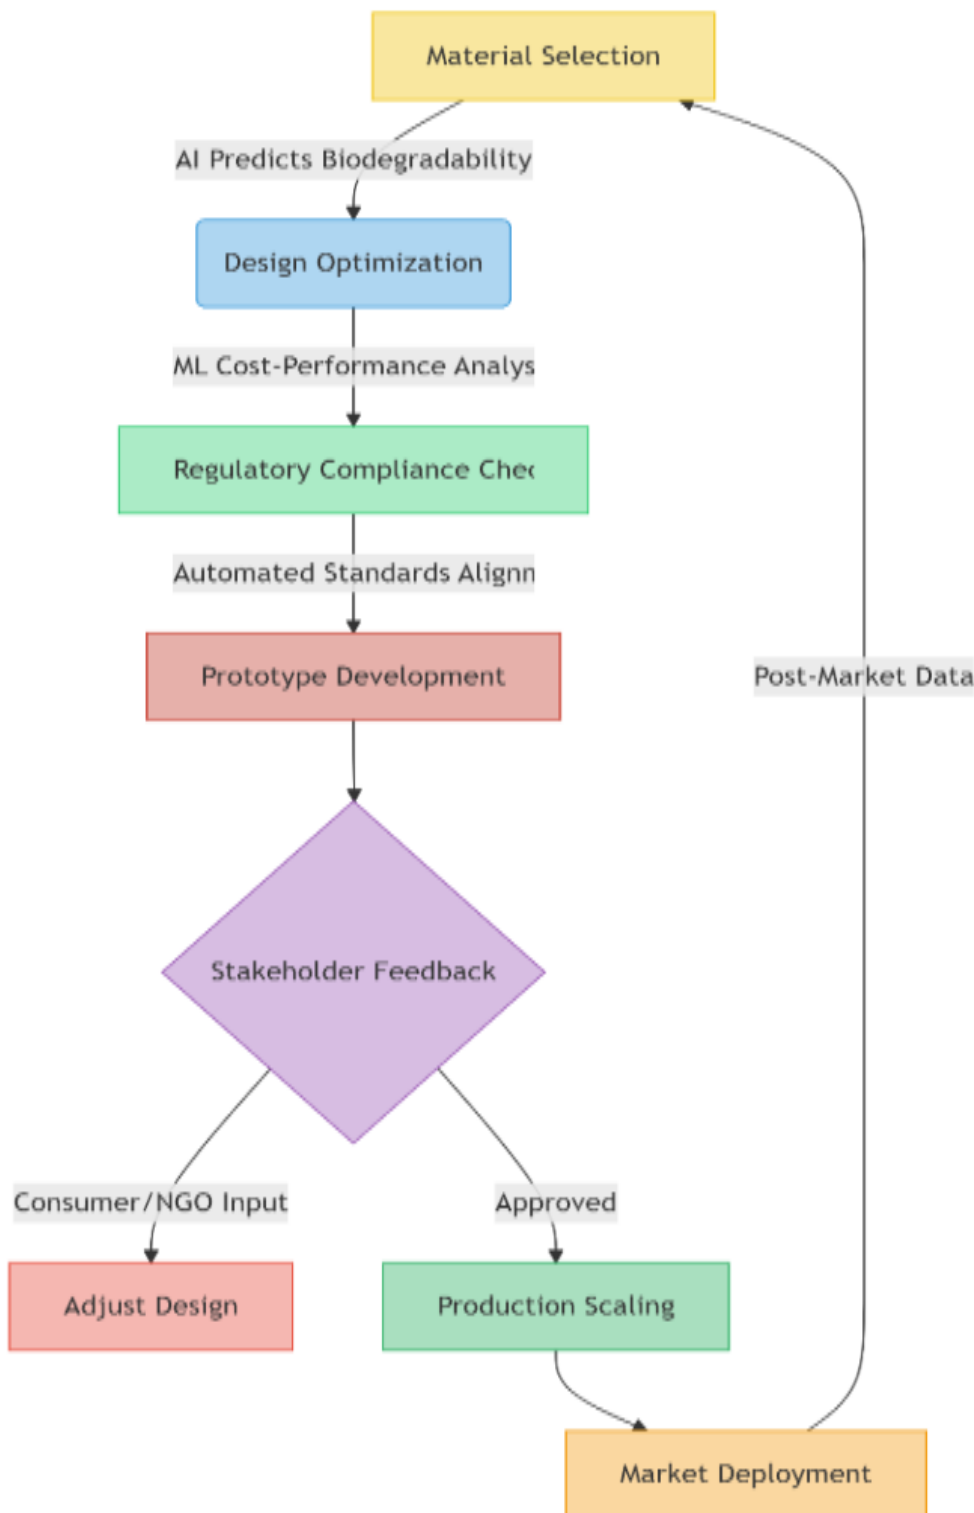 Material Selection
AI Predicts Biodegradability
Design Optimization
ML Cost-Performance Analys
Regulatory Compliance Chec
Automated Standards Alignm
Prototype Development
Post-Market Data
Stakeholder Feedback
Consumer/NGO Input
Approved
Adjust Design
Production Scaling
Market Deployment